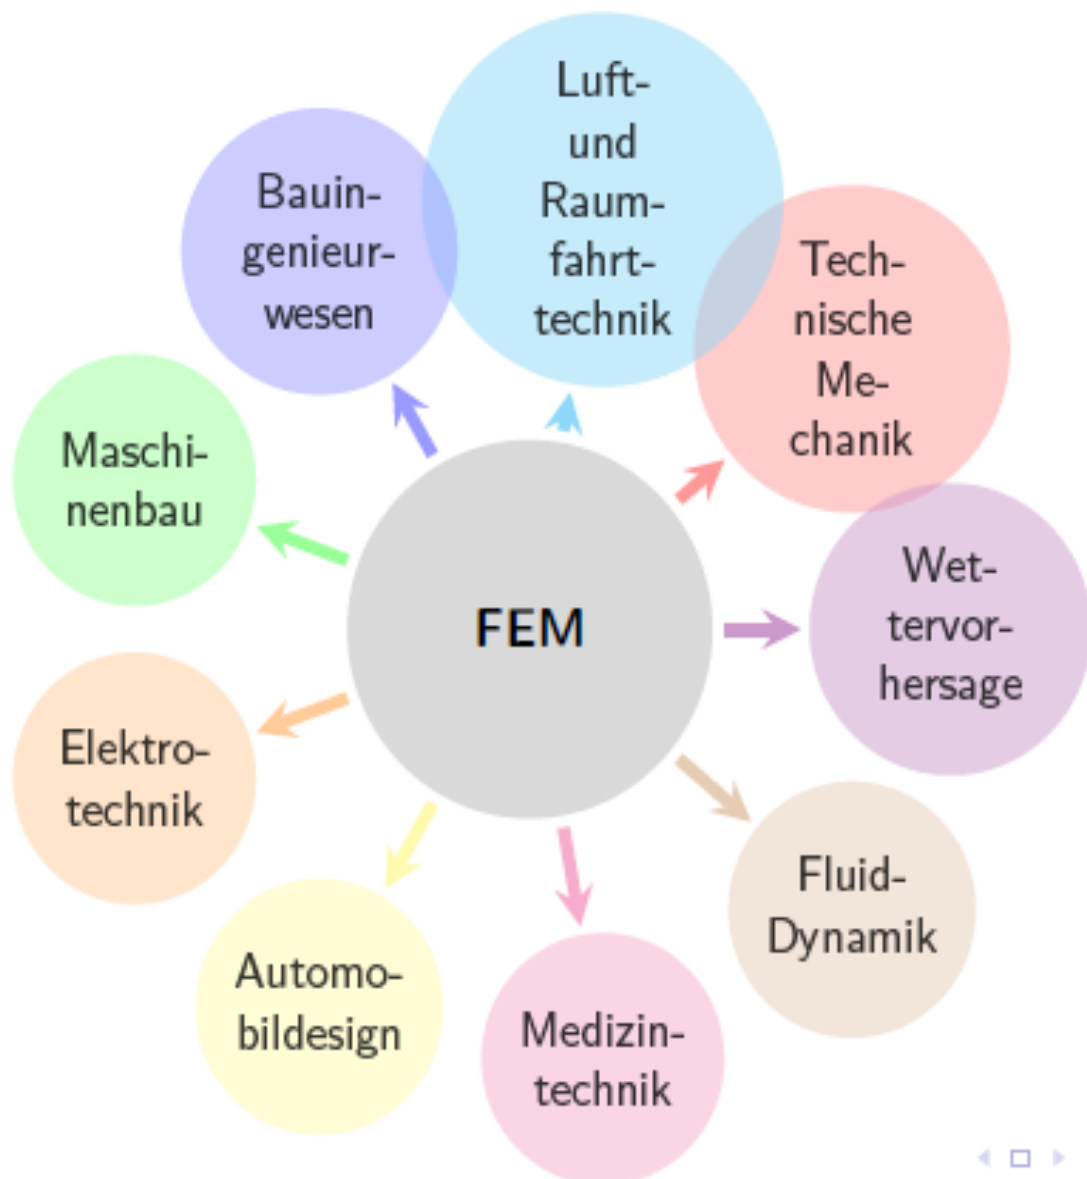 Luft-
und
Raum-
fahrt-
technik
Bauin-
genieur-
wesen
Tech-
nische
Me-
chanik
Maschi-
nenbau
Wet-
tervor-
hersage
FEM
Elektro-
technik
Fluid-
Dynamik
Automo-
bildesign
Medizin-
technik